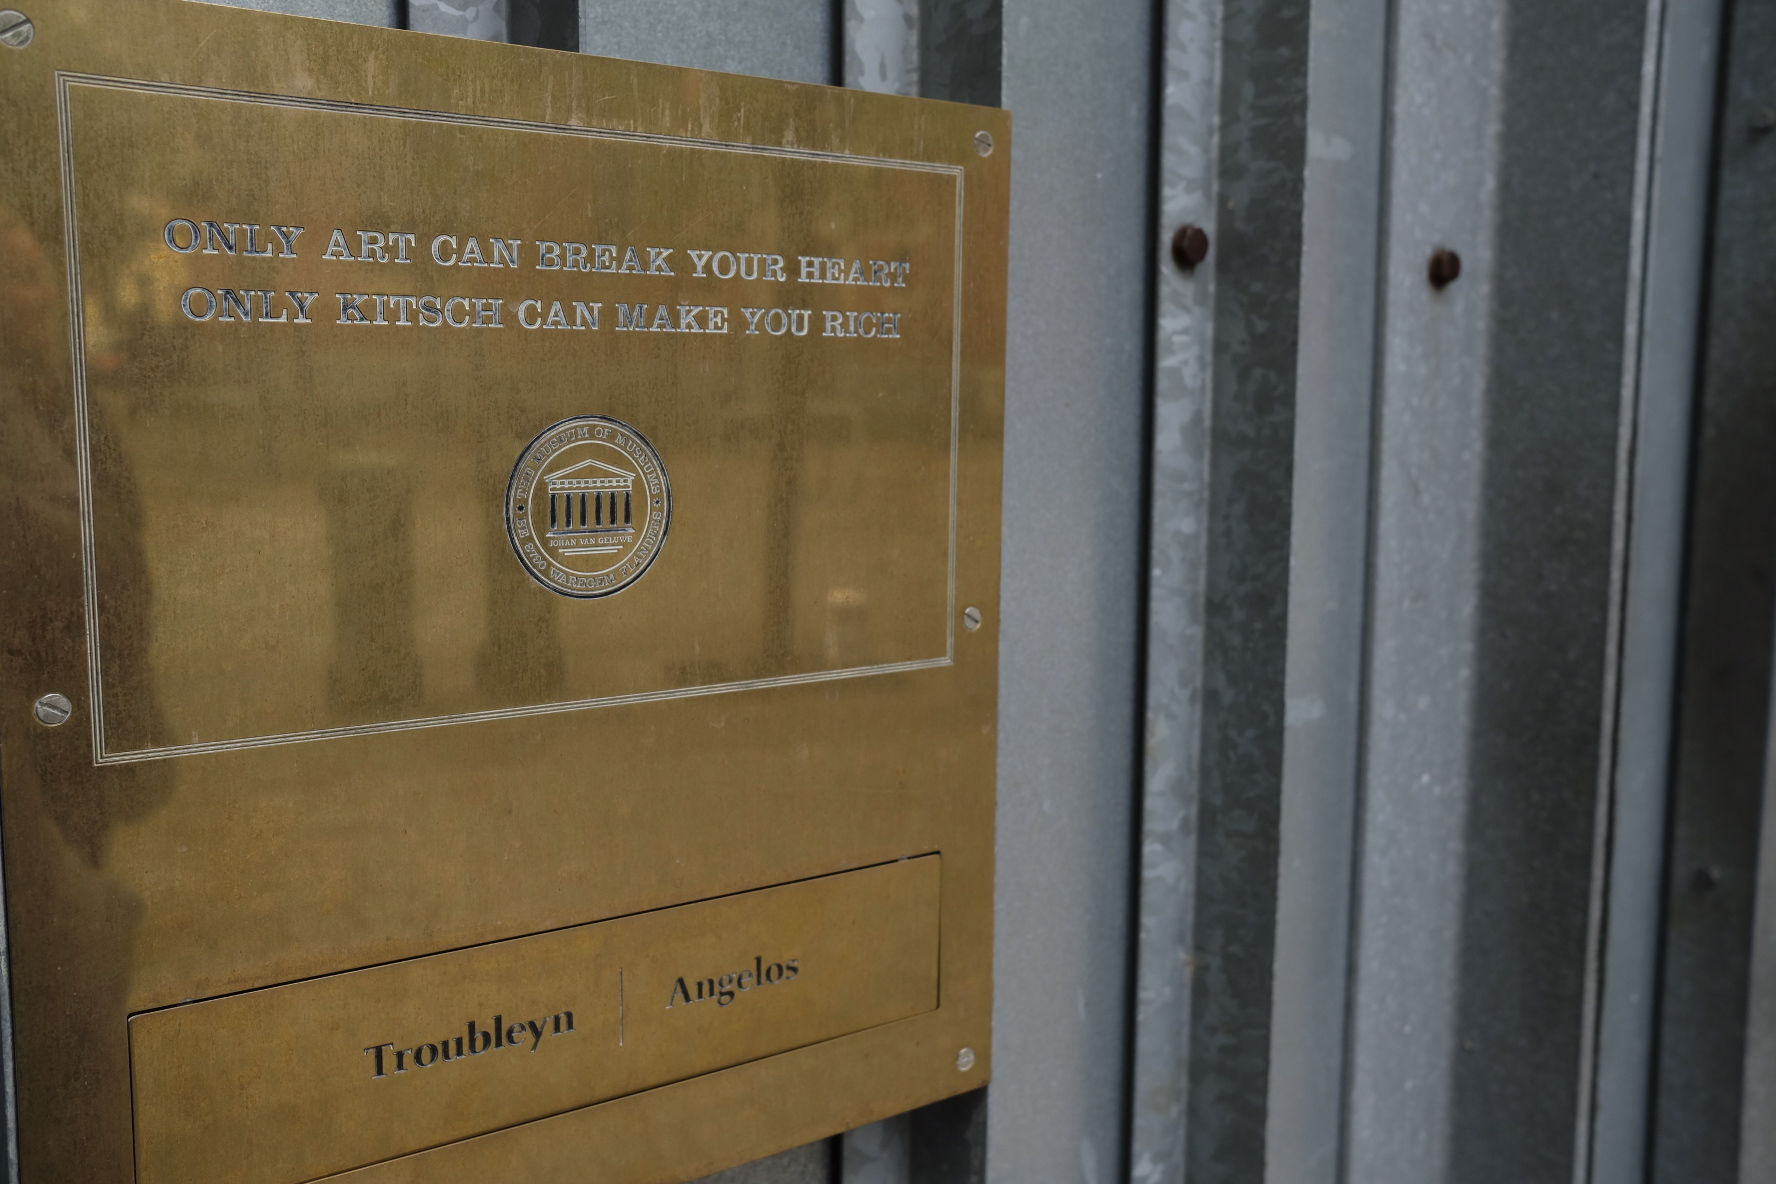 ONLY ART CAN BREAK YOUR HEART
ONLY KITSCH CAN MAKE YOU RICH
THE MUSEUM OF MUSEUMS
JOHAN VAN GELUWE
BE 8790 WAREGEM FLANDERS
Troubleyn | Angelos